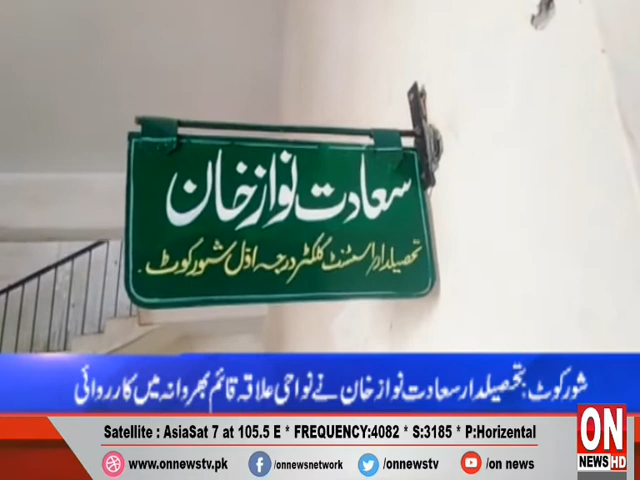 سعادت نواز خان
تحصیلدار/اسسٹنٹ کلکٹر درجہ اوّل شورکوٹ۔
شورکوٹ: تحصیلدار سعادت نواز خان نے نواحی علاقہ قائم بھروانہ میں کارروائی
Satellite : AsiaSat 7 at 105.5 E * FREQUENCY:4082 * S:3185 * P:Horizental
www.onnewstv.pk /onnewsnetwork /onnewstv /on news
ON
NEWS HD